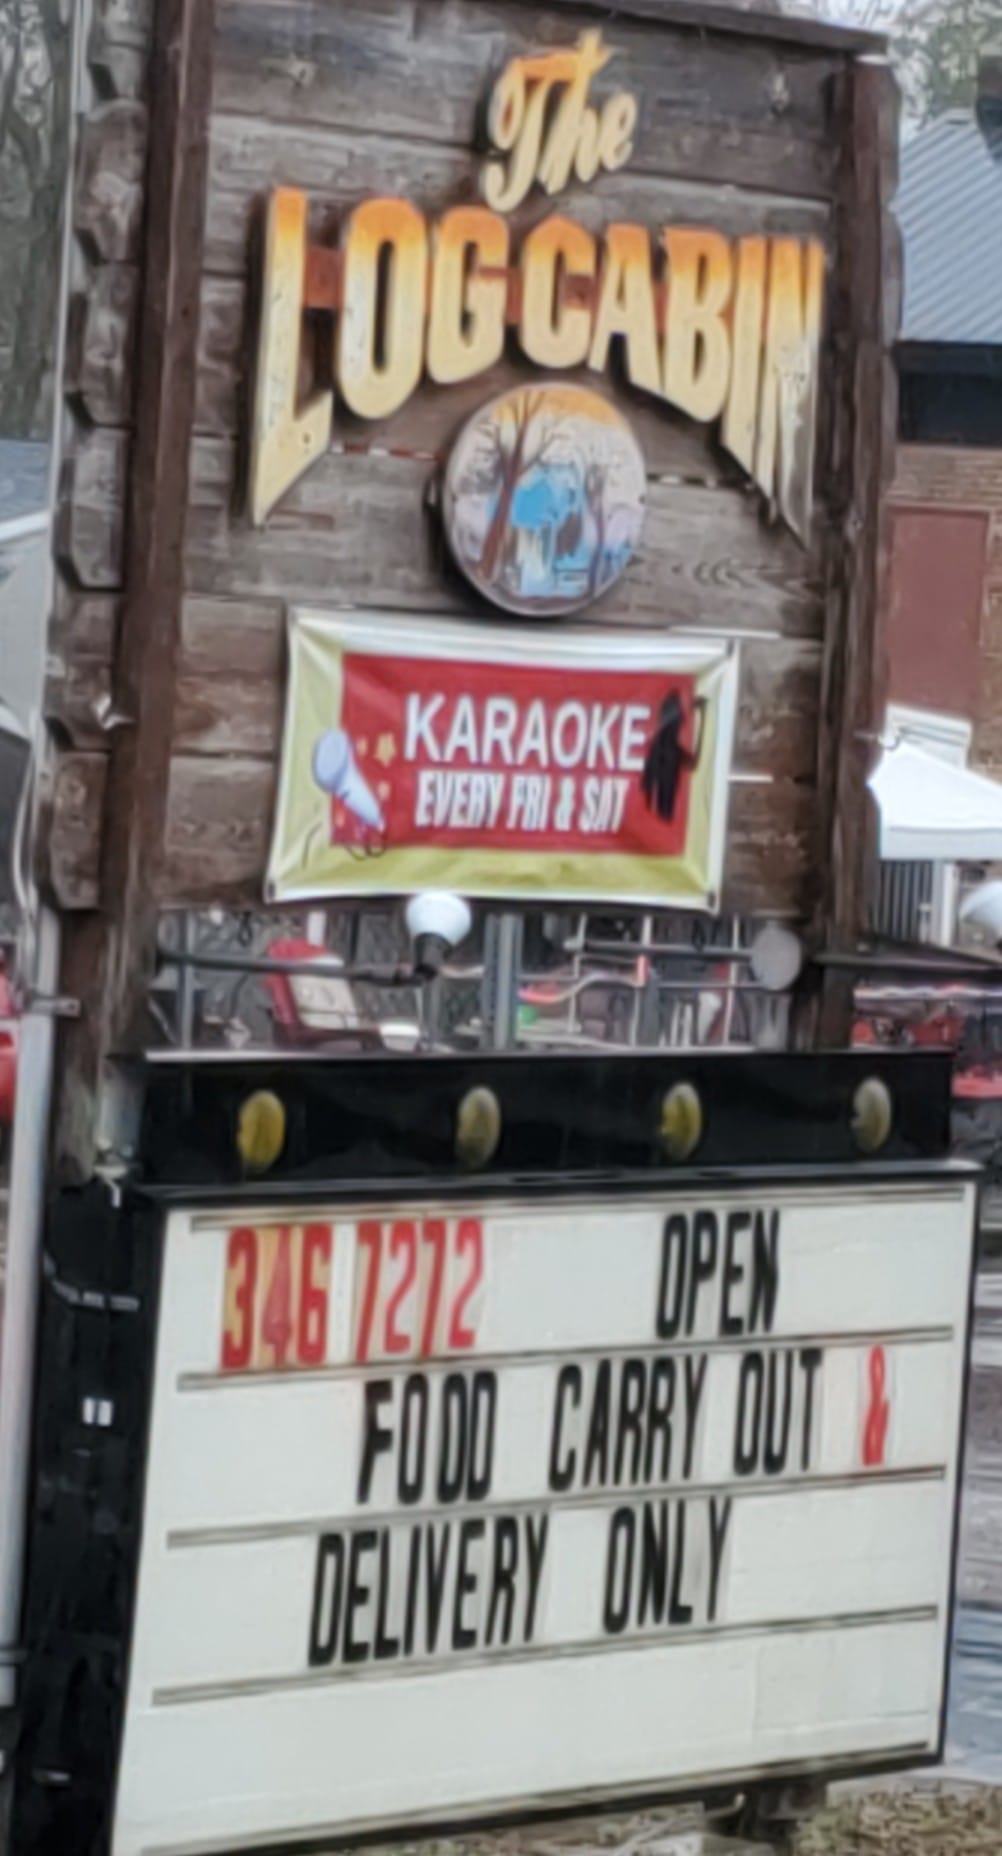 The
LOG CABIN
KARAOKE
EVERY FRI & SAT
346 7272 OPEN
FOOD CARRY OUT &
DELIVERY ONLY